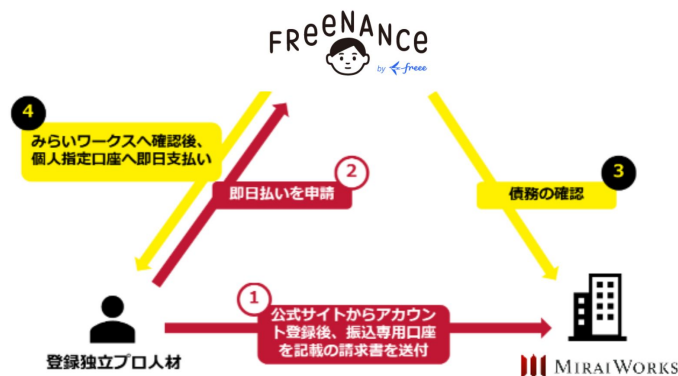 FReeNANCe
by freee
4
みらいワークスへ確認後、
個人指定口座へ即日支払い
2
即日払いを申請
3
債務の確認
1
公式サイトからアカウン
ト登録後、振込専用口座
を記載の請求書を送付
登録独立プロ人材
MIRAIWORKS